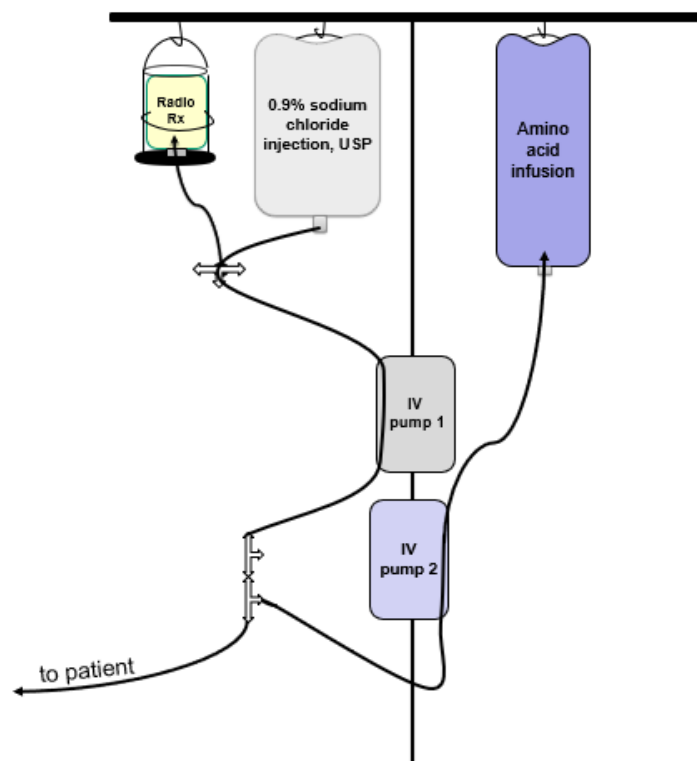 Radio
Rx
0.9% sodium
chloride
injection, USP
Amino
acid
infusion
IV
pump 1
IV
pump 2
to patient